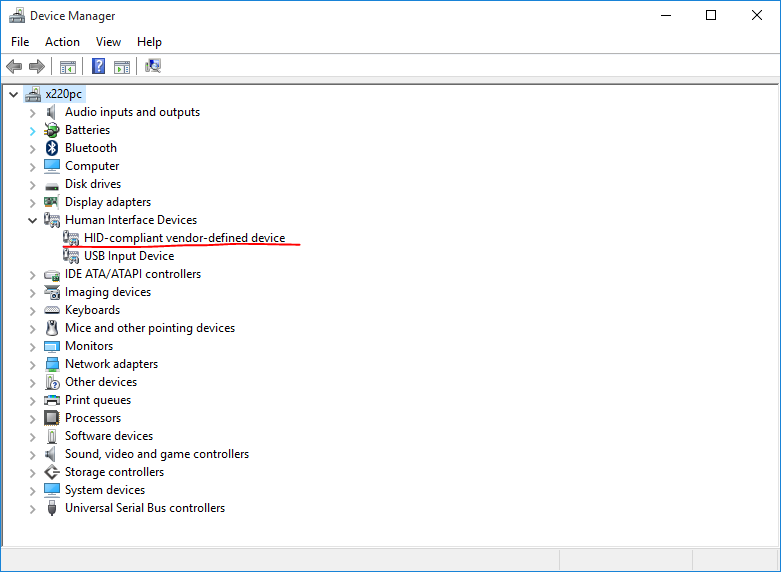 Device Manager
File Action View Help
x220pc
Audio inputs and outputs
Batteries
Bluetooth
Computer
Disk drives
Display adapters
Human Interface Devices
HID-compliant vendor-defined device
USB Input Device
IDE ATA/ATAPI controllers
Imaging devices
Keyboards
Mice and other pointing devices
Monitors
Network adapters
Other devices
Print queues
Processors
Software devices
Sound, video and game controllers
Storage controllers
System devices
Universal Serial Bus controllers